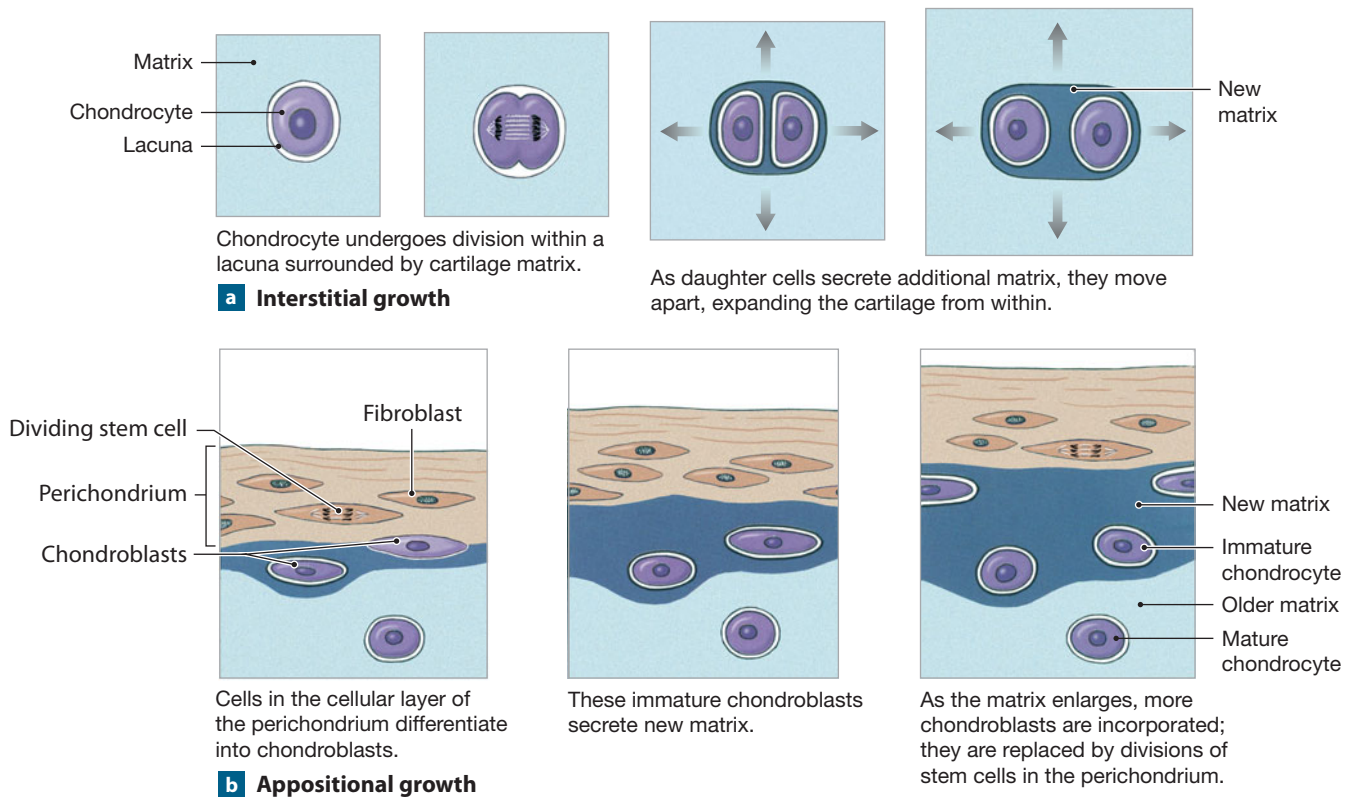 Matrix
Chondrocyte
Lacuna
New
matrix
Chondrocyte undergoes division within a
lacuna surrounded by cartilage matrix.
a Interstitial growth
As daughter cells secrete additional matrix, they move
apart, expanding the cartilage from within.
Fibroblast
Dividing stem cell
Perichondrium
Chondroblasts
New matrix
Immature
chondrocyte
Older matrix
Mature
chondrocyte
Cells in the cellular layer of
the perichondrium differentiate
into chondroblasts.
These immature chondroblasts
secrete new matrix.
As the matrix enlarges, more
chondroblasts are incorporated;
they are replaced by divisions of
stem cells in the perichondrium.
b Appositional growth